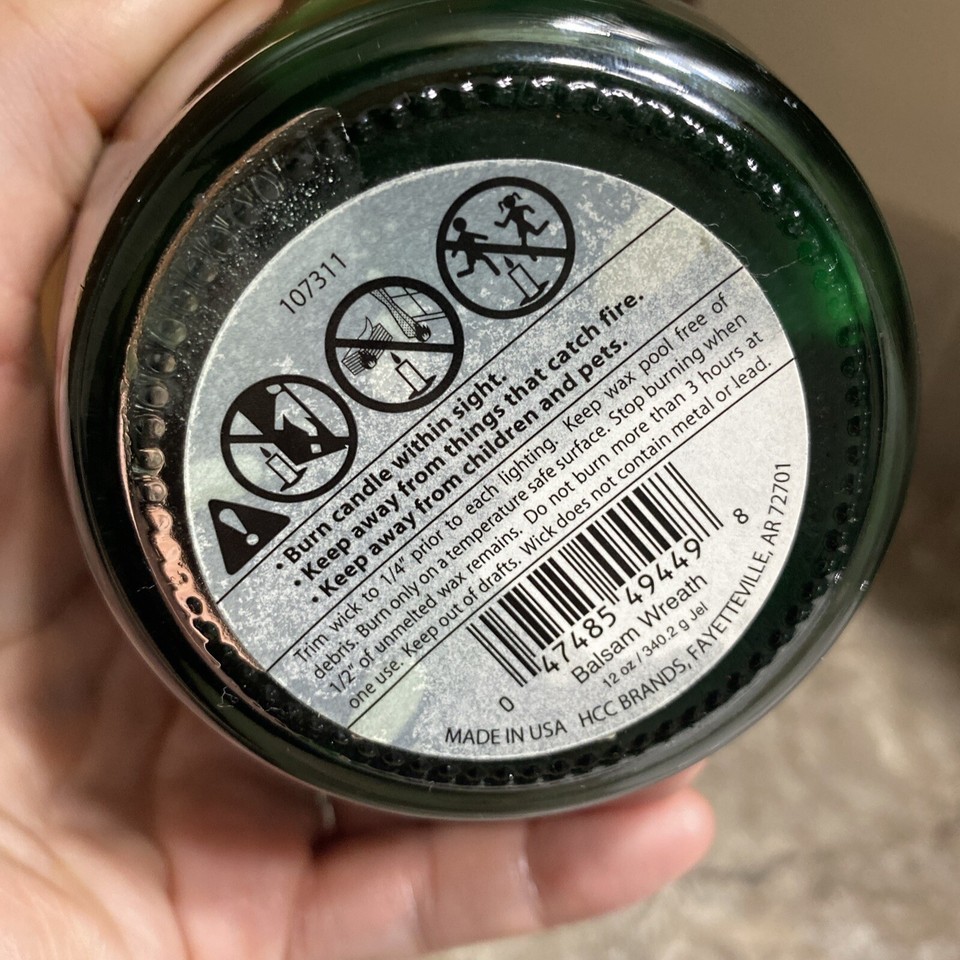 107311
• Burn candle within sight.
• Keep away from things that catch fire.
• Keep away from children and pets.
Trim wick to 1/4" prior to each lighting. Keep wax pool free of
debris. Burn only on a temperature safe surface. Stop burning when
1/2" of unmelted wax remains. Do not burn more than 3 hours at
one use. Keep out of drafts. Wick does not contain metal or lead.
0 47485 49449 8
Balsam Wreath
12 oz / 340.2 g Jel
MADE IN USA HCC BRANDS, FAYETTEVILLE, AR 72701